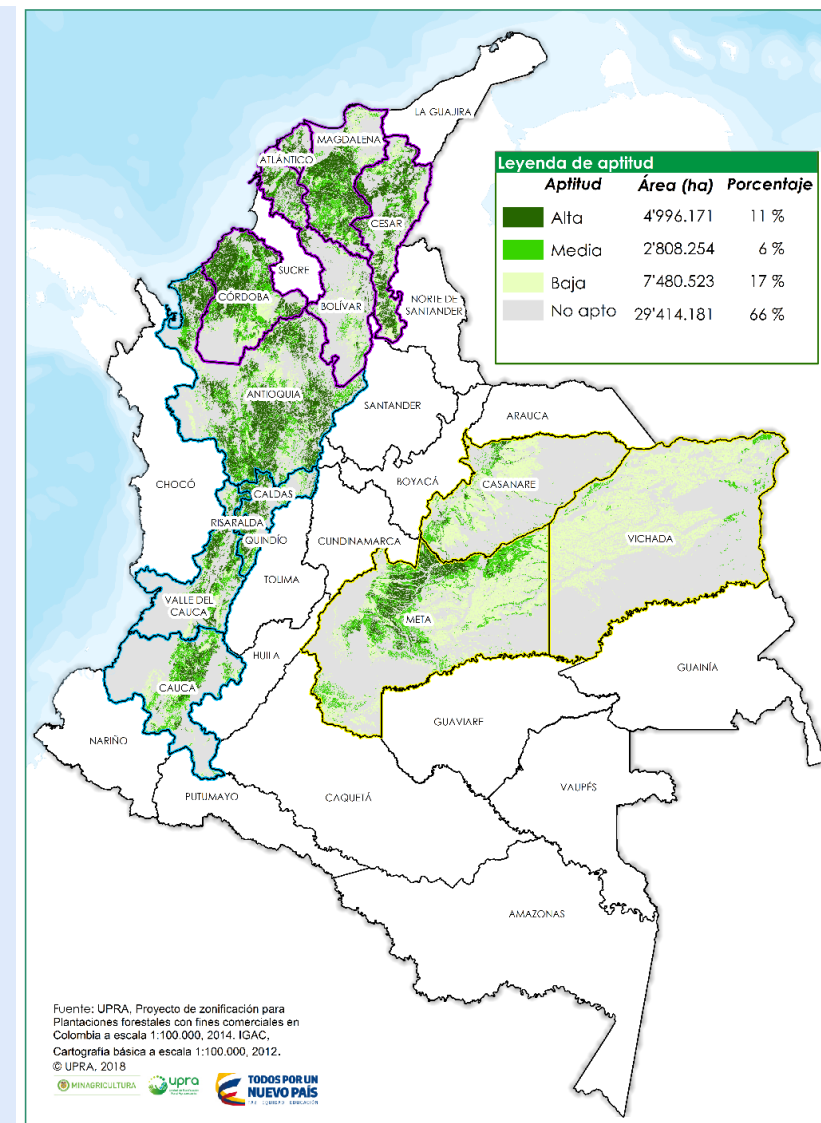 LA GUAJIRA
MAGDALENA
ATLÁNTICO
CESAR
SUCRE
NORTE DE
SANTANDER
CÓRDOBA
BOLÍVAR
ANTIOQUIA
SANTANDER
ARAUCA
CHOCÓ
BOYACÁ
CASANARE
CALDAS
RISARALDA
QUINDÍO
CUNDINAMARCA
VICHADA
TOLIMA
VALLE DEL
CAUCA
META
HUILA
CAUCA
GUAINÍA
NARIÑO
GUAVIARE
PUTUMAYO
CAQUETÁ
VAUPÉS
AMAZONAS
Leyenda de aptitud
Aptitud Área (ha) Porcentaje
Alta 4'996.171 11 %
Media 2'808.254 6 %
Baja 7'480.523 17 %
No apto 29'414.181 66 %
Fuente: UPRA, Proyecto de zonificación para
Plantaciones forestales con fines comerciales en
Colombia a escala 1:100.000, 2014. IGAC,
Cartografía básica a escala 1:100.000, 2012.
© UPRA, 2018
MINAGRICULTURA
upra
TODOS POR UN
NUEVO PAÍS
PAZ EQUIDAD EDUCACIÓN